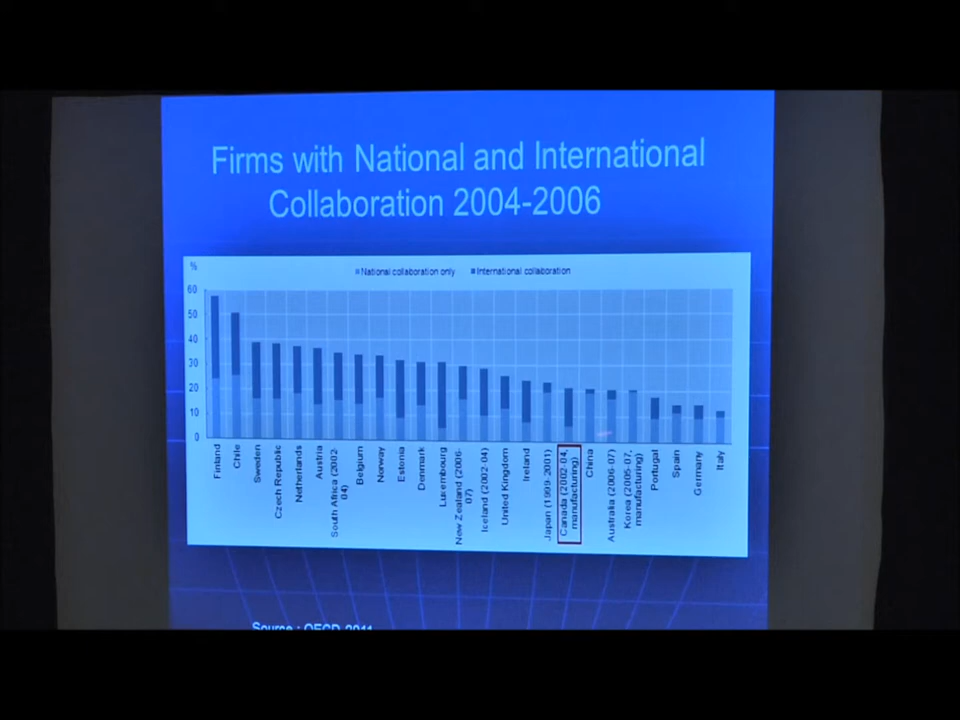 Firms with National and International
Collaboration 2004-2006
%
National collaboration only
International collaboration
60
50
40
30
20
10
0
Finland
Chile
Sweden
Czech Republic
Netherlands
Austria
South Africa (2002-
04)
Belgium
Norway
Estonia
Denmark
Luxembourg
New Zealand (2006-
07)
Iceland (2002-04)
United Kingdom
Ireland
Japan (1999-2001)
Canada (2002-04,
manufacturing)
China
Australia (2006-07)
Korea (2005-07,
manufacturing)
Portugal
Spain
Germany
Italy
Source : OECD 2011